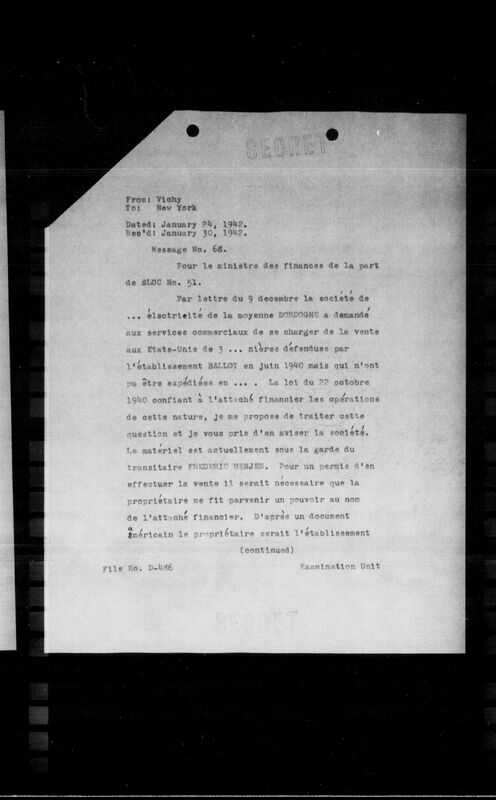 SECRET
From: Vichy
To: New York
Dated: January 24, 1942.
Rec'd: January 30, 1942.
Message No. 68.
Pour le ministre des finances de la part
de BLOC No. 51.
Par lettre du 9 decembre la société de
... électricité de la moyenne DORDOGNE a demandé
aux services commerciaux de se charger de la vente
aux Etats-Unis de 3 ... nières défendues par
l'établissement BALLOT en juin 1940 mais qui n'ont
pu être expédiées en ... . La loi du 22 octobre
1940 confiant à l'attaché financier les opérations
de cette nature, je me propose de traiter cette
question et je vous prie d'en aviser la société.
Le matériel est actuellement sous la garde du
transitaire FREDERIC HENJES. Pour un permis d'en
effectuer la vente il serait nécessaire que la
propriétaire me fit parvenir un pouvoir au nom
de l'attaché financier. D'après un document
américain le propriétaire serait l'établissement
(continued)
File No. D-486 Examination Unit
SECRET